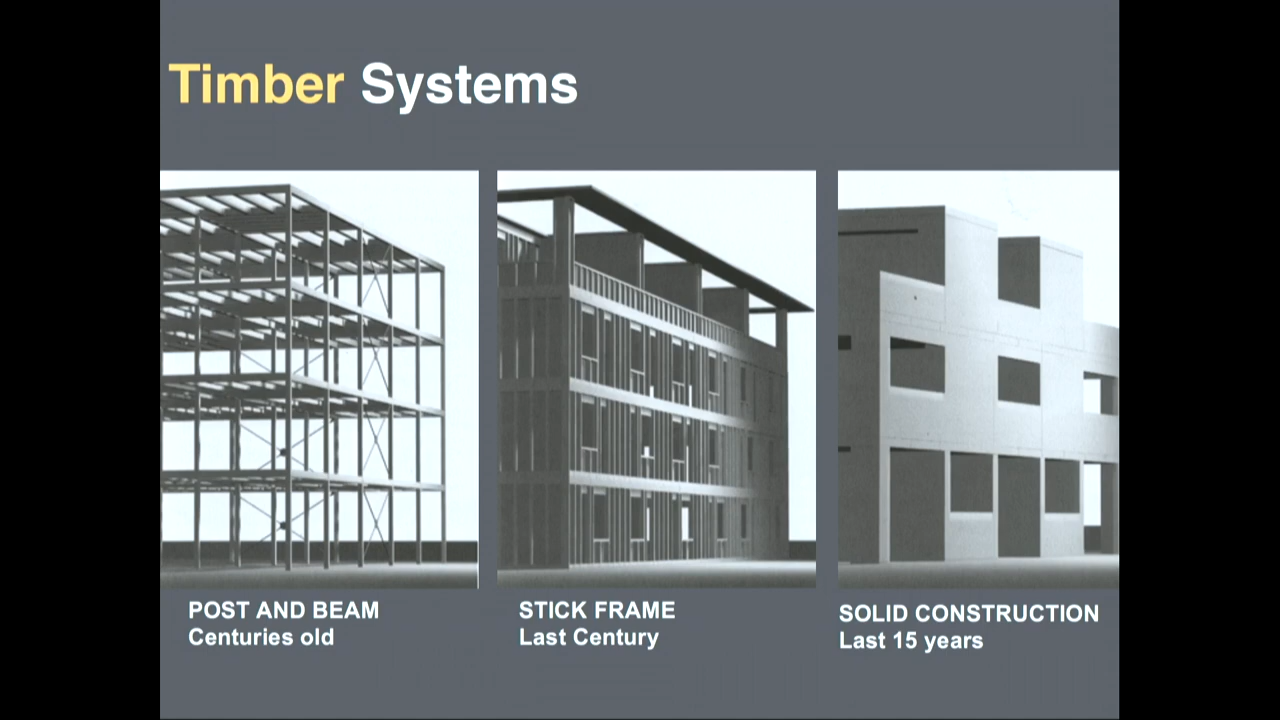 Timber Systems
POST AND BEAM
Centuries old
STICK FRAME
Last Century
SOLID CONSTRUCTION
Last 15 years